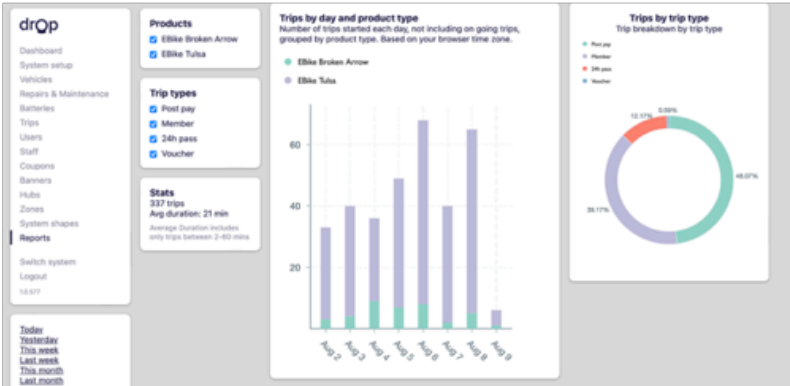 drop
Dashboard
System setup
Vehicles
Repairs & Maintenance
Batteries
Trips
Users
Staff
Coupons
Banners
Hubs
Zones
System shapes
Reports
Switch system
Logout
1.0.577
Today
Yesterday
This week
Last week
This month
Last month
Products
EBike Broken Arrow
EBike Tulsa
Trip types
Post pay
Member
24h pass
Voucher
Stats
337 trips
Avg duration: 21 min
Average Duration includes
only trips between 2-60 mins
Trips by day and product type
Number of trips started each day, not including on going trips,
grouped by product type. Based on your browser time zone.
EBike Broken Arrow
EBike Tulsa
60
40
20
Aug 2
Aug 3
Aug 4
Aug 5
Aug 6
Aug 7
Aug 8
Aug 9
Trips by trip type
Trip breakdown by trip type
Post pay
Member
24h pass
Voucher
12.17%
0.59%
48.07%
39.17%